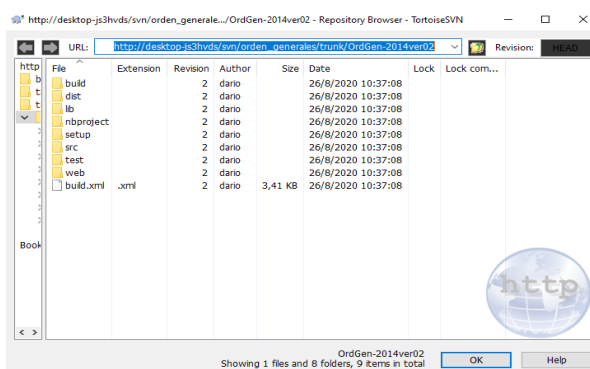 http://desktop-js3hvds/svn/orden_generale.../OrdGen-2014ver02 - Repository Browser - TortoiseSVN
URL: http://desktop-js3hvds/svn/orden_generales/trunk/OrdGen-2014ver02 Revision: HEAD
http File Extension Revision Author Size Date Lock Lock com...
b build 2 dario 26/8/2020 10:37:08
t dist 2 dario 26/8/2020 10:37:08
t lib 2 dario 26/8/2020 10:37:08
nbproject 2 dario 26/8/2020 10:37:08
setup 2 dario 26/8/2020 10:37:08
src 2 dario 26/8/2020 10:37:08
test 2 dario 26/8/2020 10:37:08
web 2 dario 26/8/2020 10:37:08
build.xml .xml 2 dario 3,41 KB 26/8/2020 10:37:08
Book
http
OrdGen-2014ver02
Showing 1 files and 8 folders, 9 items in total
OK Help